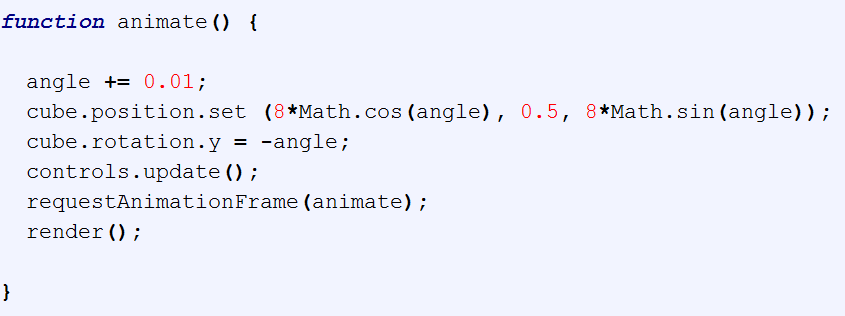 function animate() {
angle += 0.01;
cube.position.set (8*Math.cos(angle), 0.5, 8*Math.sin(angle));
cube.rotation.y = -angle;
controls.update();
requestAnimationFrame(animate);
render();
}